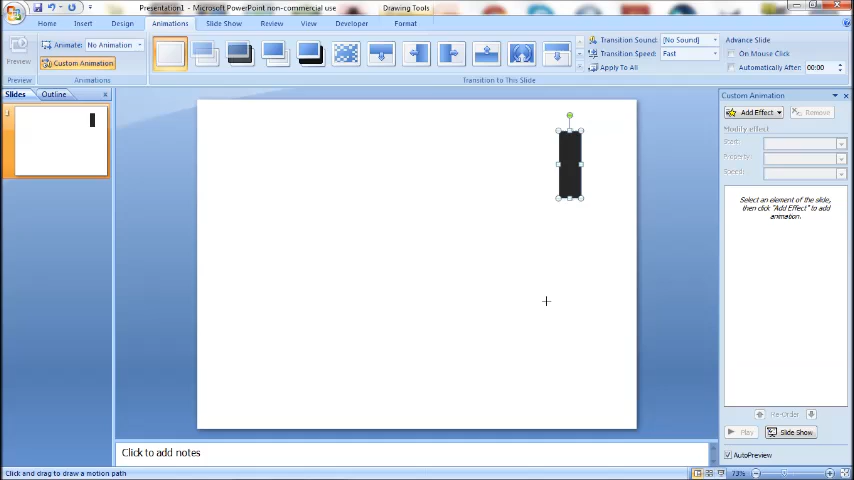 Presentation1 - Microsoft PowerPoint non-commercial use
Drawing Tools
Home Insert Design Animations Slide Show Review View Developer Format
Preview
Animate: No Animation
Custom Animation
Transition Sound: [No Sound]
Transition Speed: Fast
Apply To All
Advance Slide
On Mouse Click
Automatically After: 00:00
Preview Animations Transition to This Slide
Slides Outline
1
Custom Animation
Add Effect Remove
Modify effect
Start:
Property:
Speed:
Select an element of the slide,
then click "Add Effect" to add
animation.
Re-Order
Play Slide Show
AutoPreview
Click to add notes
Click and drag to draw a motion path
73%